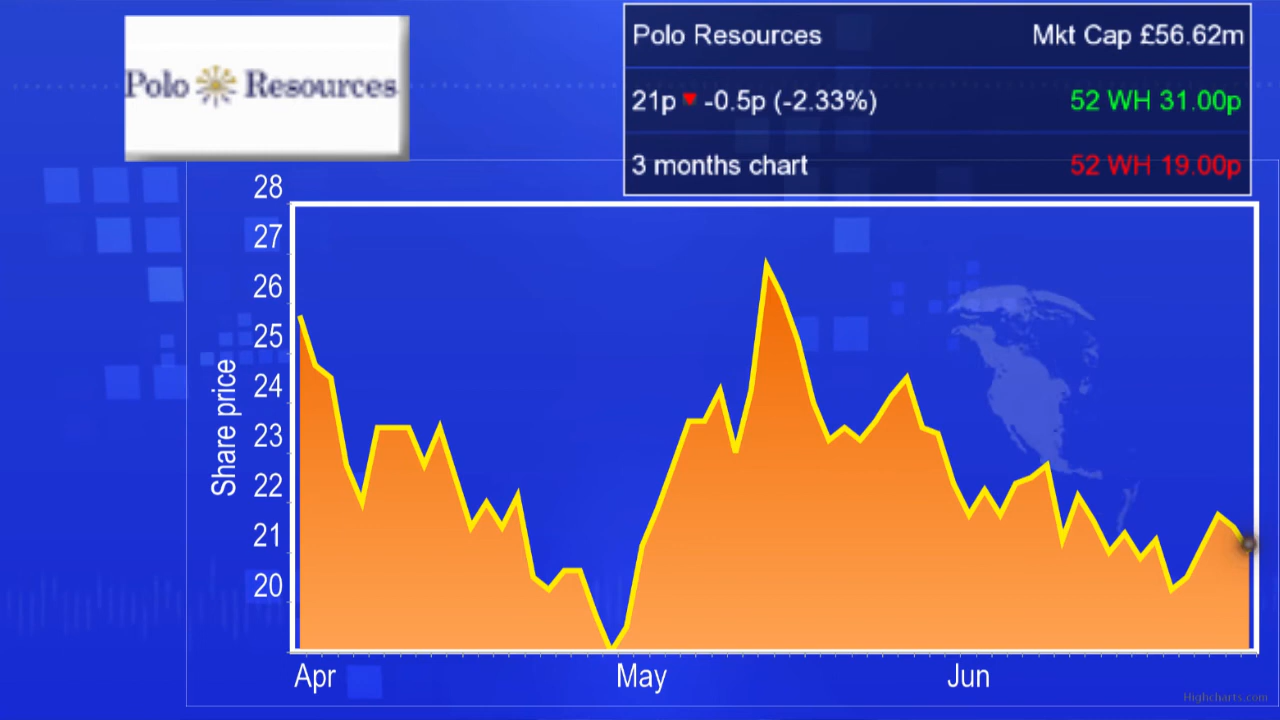 Polo Resources
Polo Resources Mkt Cap £56.62m
21p -0.5p (-2.33%) 52 WH 31.00p
3 months chart 52 WH 19.00p
28
27
26
25
24
23
22
21
20
Share price
Apr May Jun
Highcharts.com